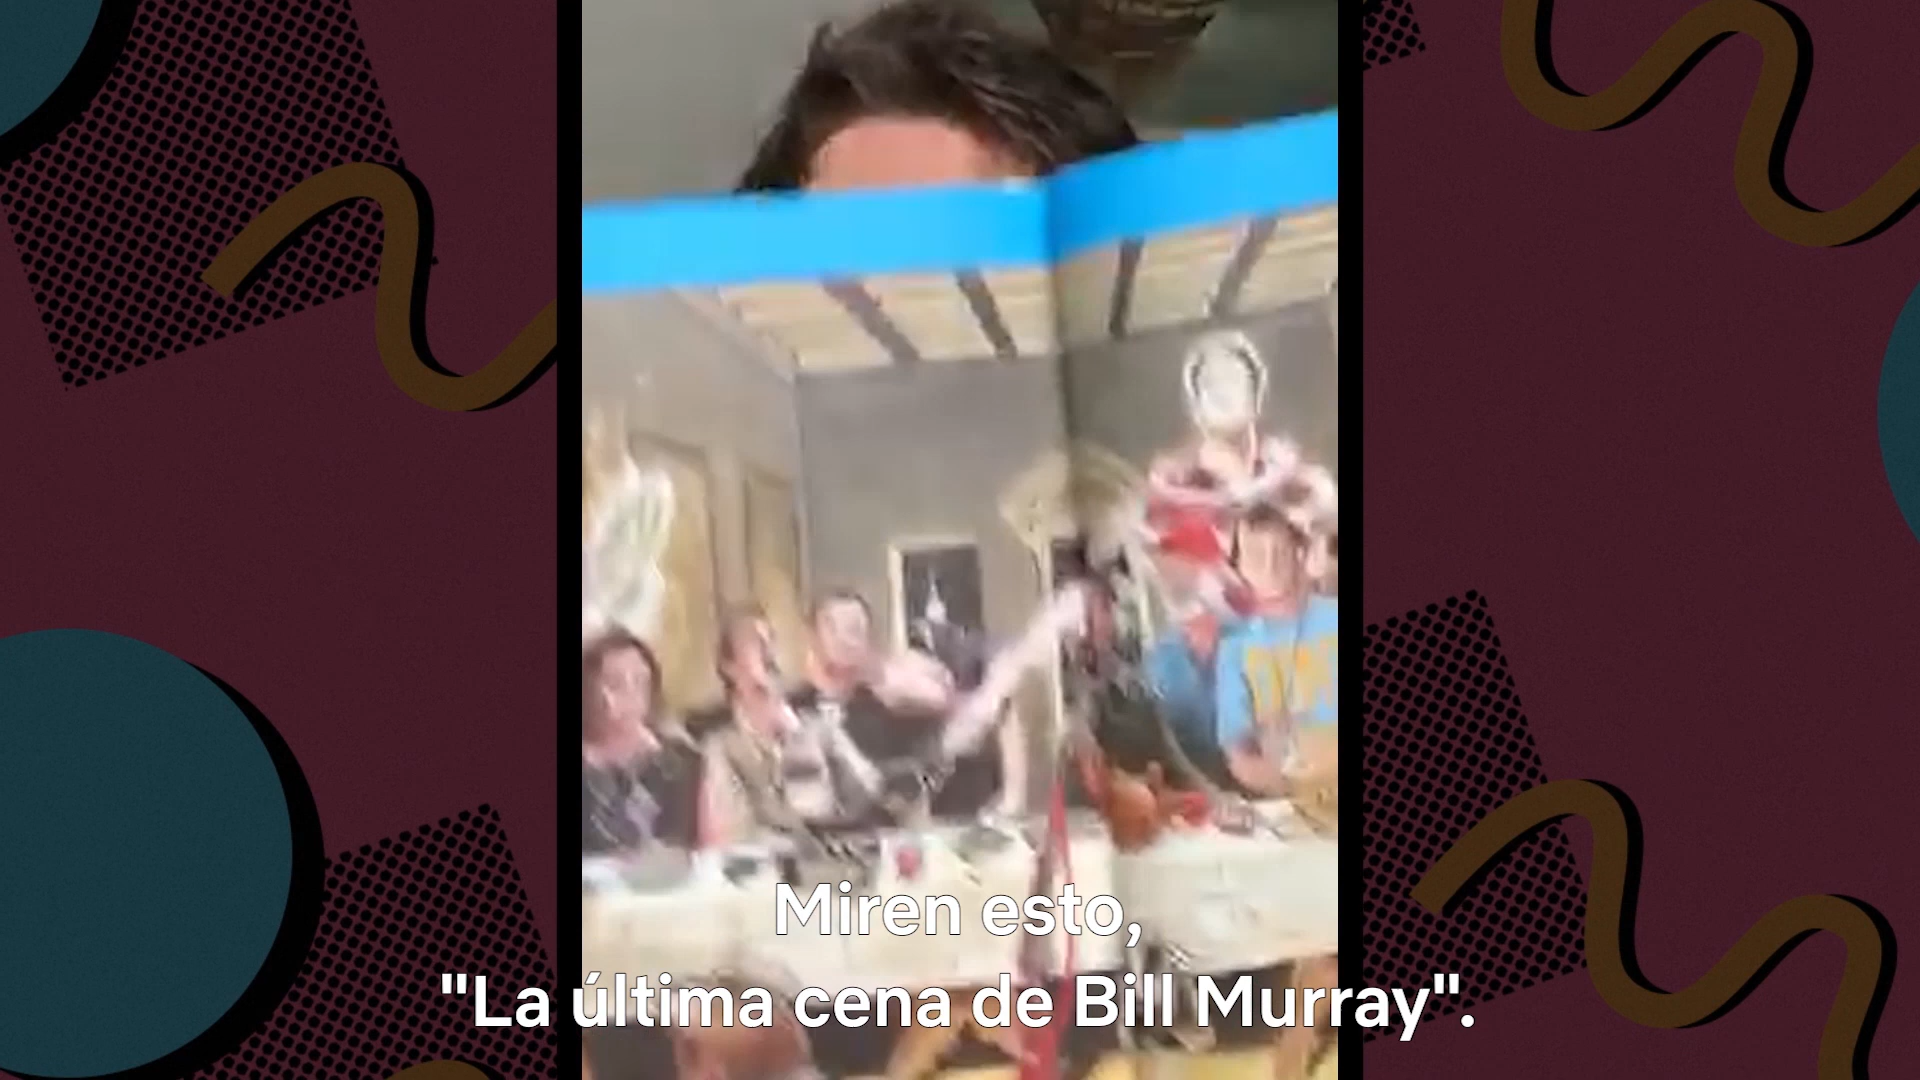 Miren esto,
"La última cena de Bill Murray".